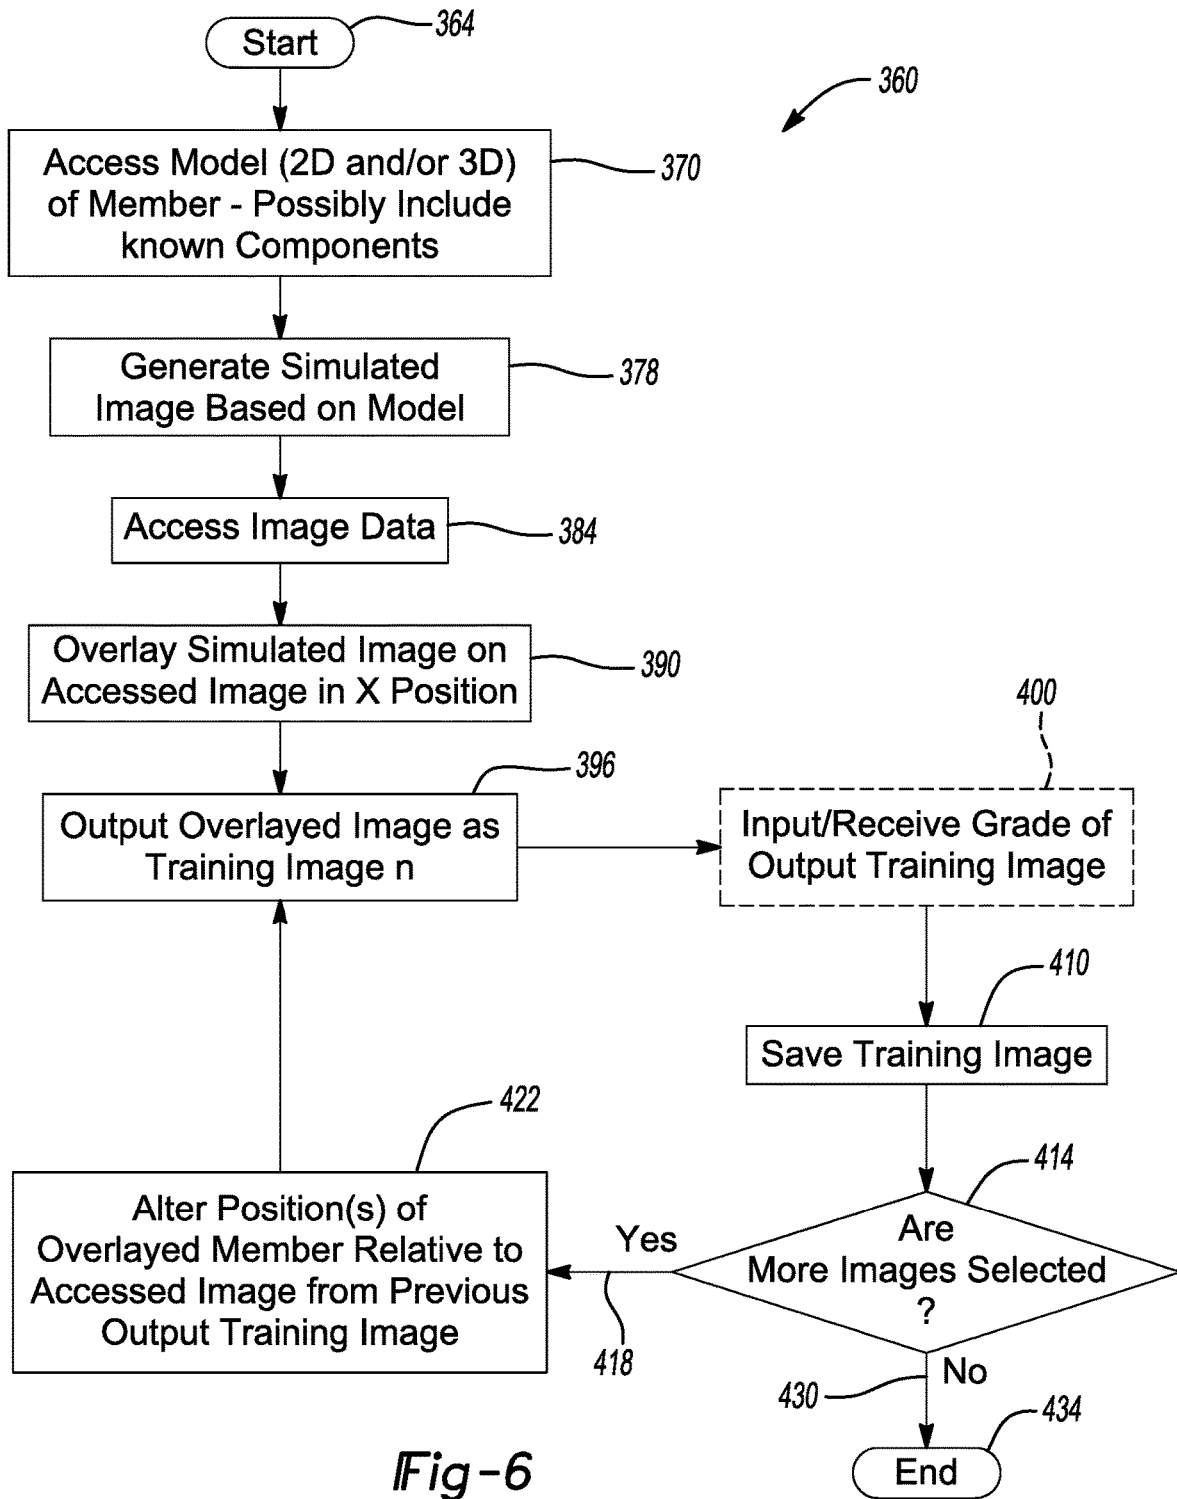 Start
364
360
Access Model (2D and/or 3D)
of Member - Possibly Include
known Components
370
Generate Simulated
Image Based on Model
378
Access Image Data
384
Overlay Simulated Image on
Accessed Image in X Position
390
396
Output Overlayed Image as
Training Image n
400
Input/Receive Grade of
Output Training Image
410
Save Training Image
414
Are
More Images Selected
?
Yes
418
422
Alter Position(s) of
Overlayed Member Relative to
Accessed Image from Previous
Output Training Image
No
430
434
End
Fig-6